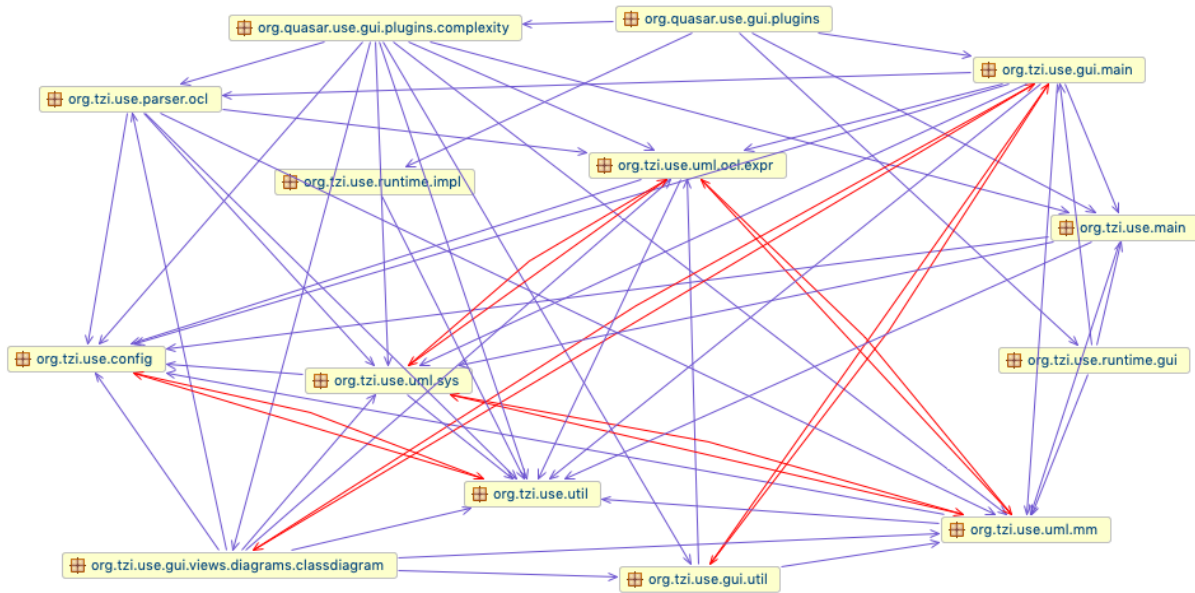 org.quasar.use.gui.plugins.complexity
org.quasar.use.gui.plugins
org.tzi.use.gui.main
org.tzi.use.parser.ocl
org.tzi.use.uml.ocl.expr
org.tzi.use.runtime.impl
org.tzi.use.main
org.tzi.use.config
org.tzi.use.runtime.gui
org.tzi.use.uml.sys
org.tzi.use.util
org.tzi.use.uml.mm
org.tzi.use.gui.views.diagrams.classdiagram
org.tzi.use.gui.util